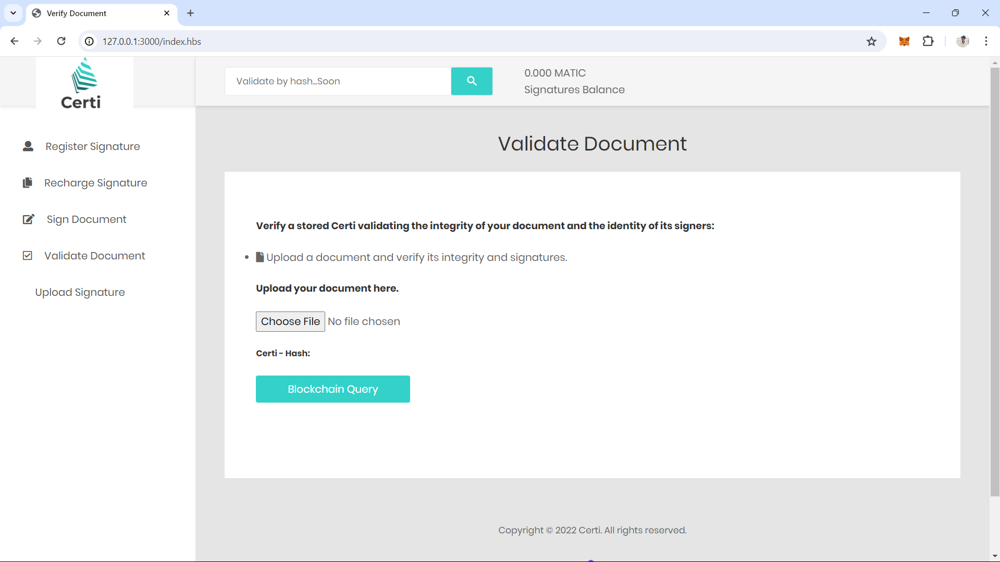 Verify Document
127.0.0.1:3000/index.hbs
Certi
Validate by hash...Soon
0.000 MATIC
Signatures Balance
Register Signature
Recharge Signature
Sign Document
Validate Document
Upload Signature
Validate Document
Verify a stored Certi validating the integrity of your document and the identity of its signers:
Upload a document and verify its integrity and signatures.
Upload your document here.
Choose File No file chosen
Certi - Hash:
Blockchain Query
Copyright © 2022 Certi. All rights reserved.